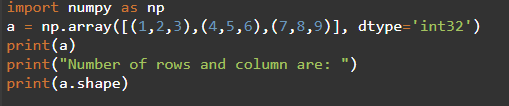 import numpy as np
a = np.array([(1,2,3),(4,5,6),(7,8,9)], dtype='int32')
print(a)
print("Number of rows and column are: ")
print(a.shape)